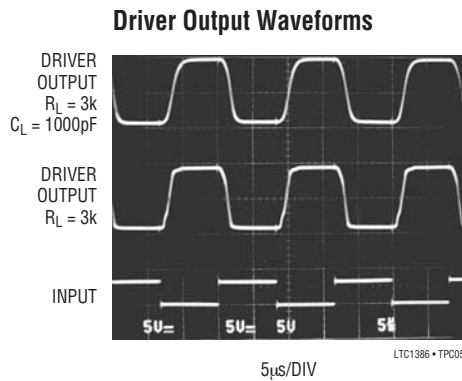 Driver Output Waveforms
DRIVER
OUTPUT
RL = 3k
CL = 1000pF
DRIVER
OUTPUT
RL = 3k
INPUT
5V=
5V=
5V
LTC1386 • TPC05
5µs/DIV